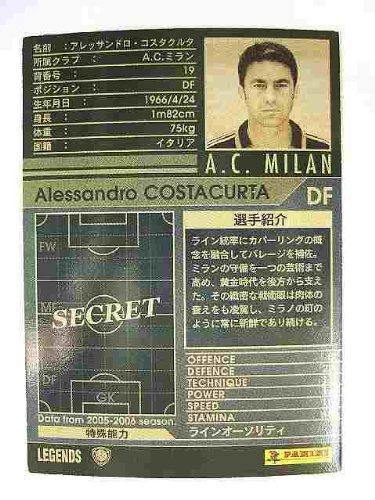 名前 : アレッサンドロ・コスタクルタ
所属クラブ : A.C.ミラン
背番号 : 19
ポジション : DF
生年月日 : 1966/4/24
身長 : 1m82cm
体重 : 75kg
国籍 : イタリア
A.C. MILAN
Alessandro COSTACURTA DF
選手紹介
ライン統率にカバーリングの概
念を融合してバレージを補佐。
ミランの守備を一つの芸術まで
高め、黄金時代を後方から支え
た。その緻密な戦術眼は肉体の
衰えをも凌駕し、ミラノの町の
ように常に新鮮であり続ける。
FW
MF
SECRET
DF
GK
OFFENCE ?
DEFENCE ?
TECHNIQUE ?
POWER
SPEED
STAMINA
Data from 2005-2006 season.
特殊能力
ラインオーソリティ
LEGENDS
PANINI